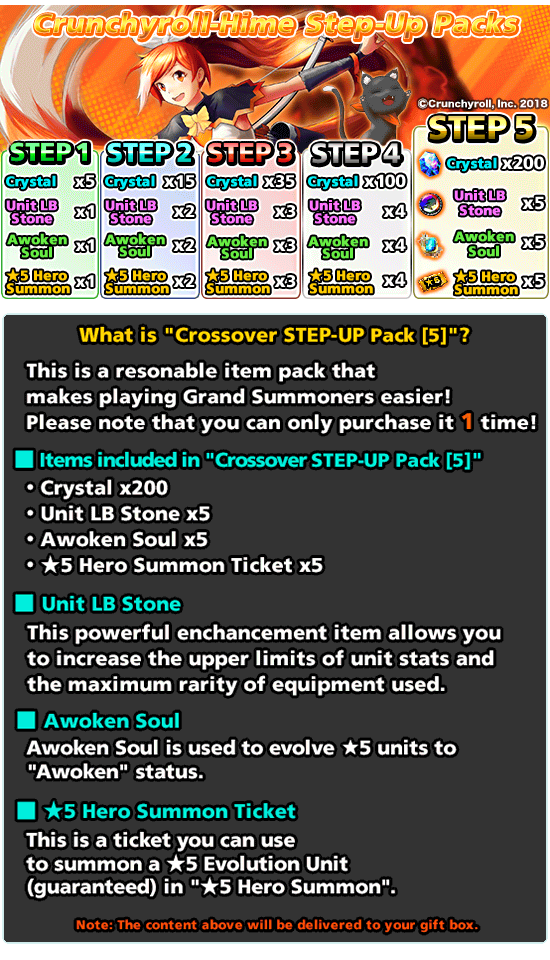 Crunchyroll-Hime Step-Up Packs
©Crunchyroll, Inc. 2018
STEP 1
Crystal x5
Unit LB Stone x1
Awoken Soul x1
★5 Hero Summon x1
STEP 2
Crystal x15
Unit LB Stone x2
Awoken Soul x2
★5 Hero Summon x2
STEP 3
Crystal x35
Unit LB Stone x3
Awoken Soul x3
★5 Hero Summon x3
STEP 4
Crystal x100
Unit LB Stone x4
Awoken Soul x4
★5 Hero Summon x4
STEP 5
Crystal x200
Unit LB Stone x5
Awoken Soul x5
★5
★5 Hero Summon x5
What is "Crossover STEP-UP Pack [5]"?
This is a resonable item pack that
makes playing Grand Summoners easier!
Please note that you can only purchase it 1 time!
■ Items included in "Crossover STEP-UP Pack [5]"
・Crystal x200
・Unit LB Stone x5
・Awoken Soul x5
・★5 Hero Summon Ticket x5
■ Unit LB Stone
This powerful enchancement item allows you
to increase the upper limits of unit stats and
the maximum rarity of equipment used.
■ Awoken Soul
Awoken Soul is used to evolve ★5 units to
"Awoken" status.
■ ★5 Hero Summon Ticket
This is a ticket you can use
to summon a ★5 Evolution Unit
(guaranteed) in "★5 Hero Summon".
Note: The content above will be delivered to your gift box.